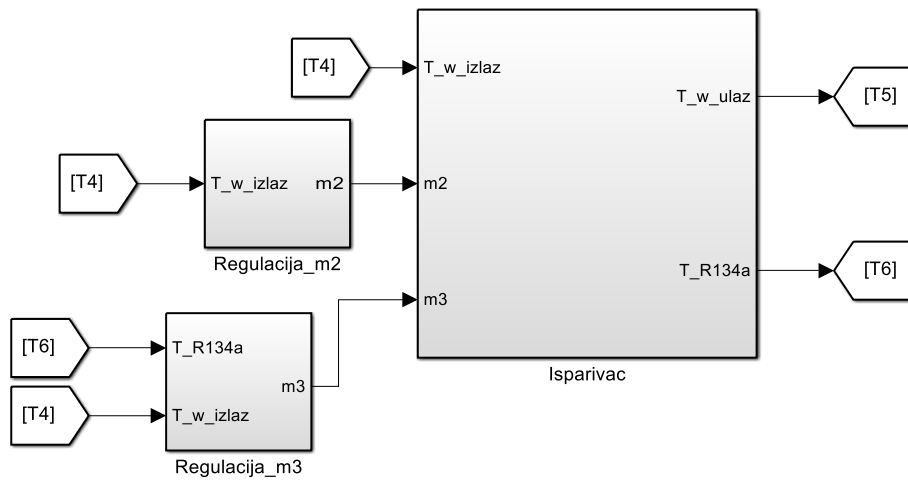 [T4]
T_w_izlaz
T_w_ulaz
[T5]
[T4]
T_w_izlaz
m2
m2
Regulacija_m2
T_R134a
[T6]
m3
Isparivac
[T6]
T_R134a
m3
[T4]
T_w_izlaz
Regulacija_m3